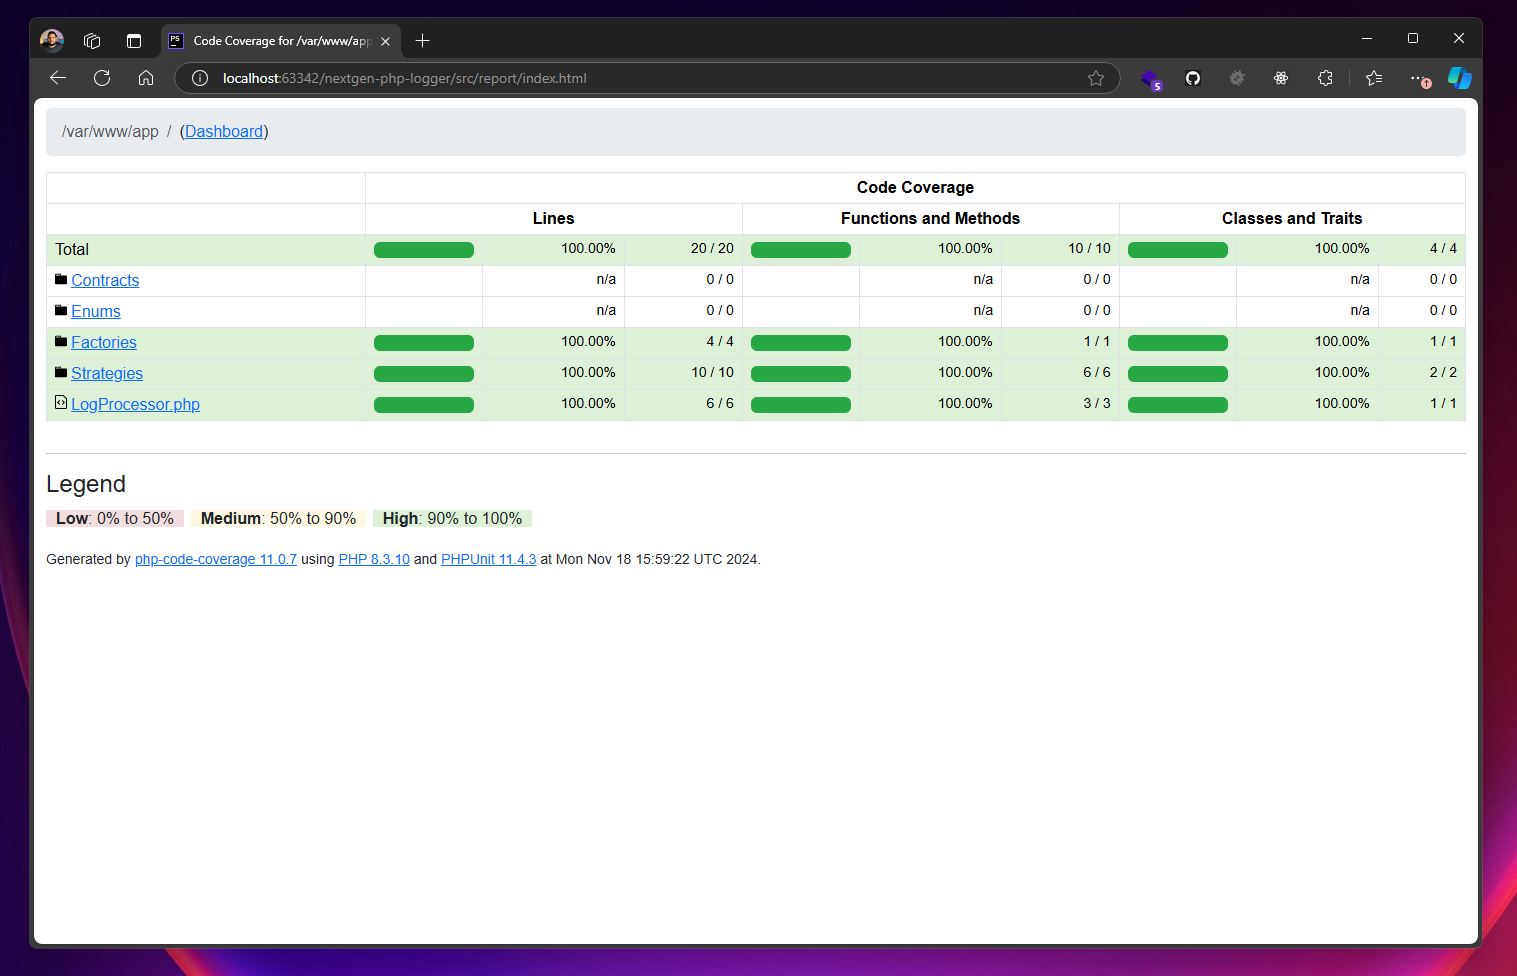 PS Code Coverage for /var/www/app
localhost:63342/nextgen-php-logger/src/report/index.html 5
/var/www/app / (Dashboard)
Code Coverage
Lines Functions and Methods Classes and Traits
Total 100.00% 20 / 20 100.00% 10 / 10 100.00% 4 / 4
Contracts n/a 0 / 0 n/a 0 / 0 n/a 0 / 0
Enums n/a 0 / 0 n/a 0 / 0 n/a 0 / 0
Factories 100.00% 4 / 4 100.00% 1 / 1 100.00% 1 / 1
Strategies 100.00% 10 / 10 100.00% 6 / 6 100.00% 2 / 2
LogProcessor.php 100.00% 6 / 6 100.00% 3 / 3 100.00% 1 / 1
Legend
Low: 0% to 50% Medium: 50% to 90% High: 90% to 100%
Generated by php-code-coverage 11.0.7 using PHP 8.3.10 and PHPUnit 11.4.3 at Mon Nov 18 15:59:22 UTC 2024.